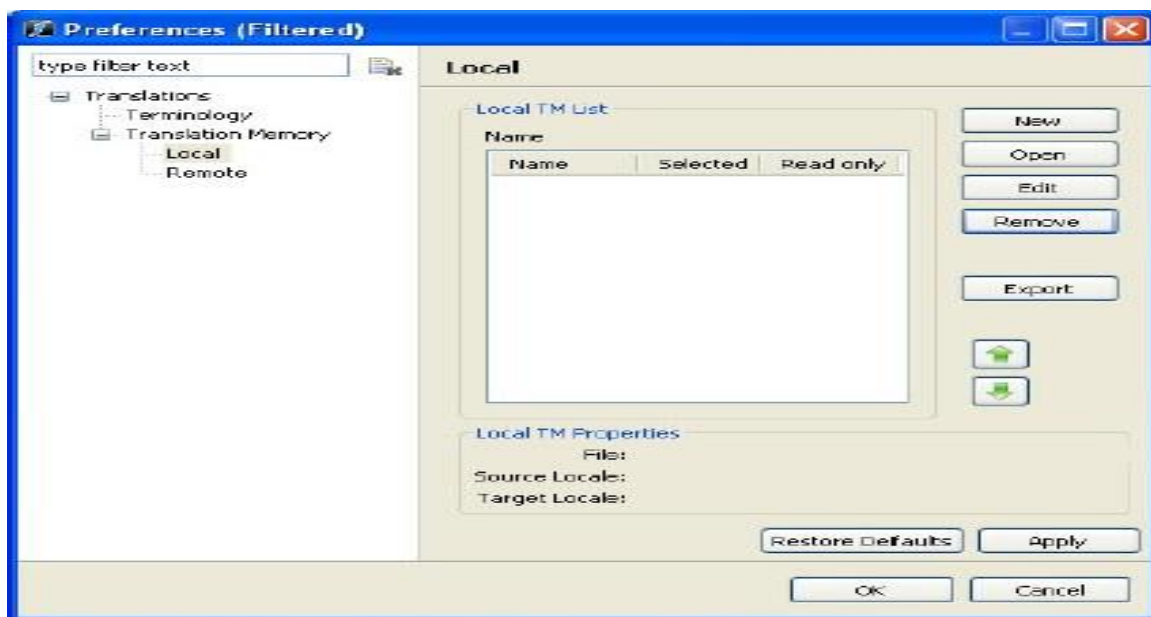 Preferences (Filtered)
type filter text
Translations
Terminology
Translation Memory
Local
Remote
Local
Local TM List
Name
Name Selected Read only
New
Open
Edit
Remove
Export
Local TM Properties
File:
Source Locale:
Target Locale:
Restore Defaults Apply
OK Cancel